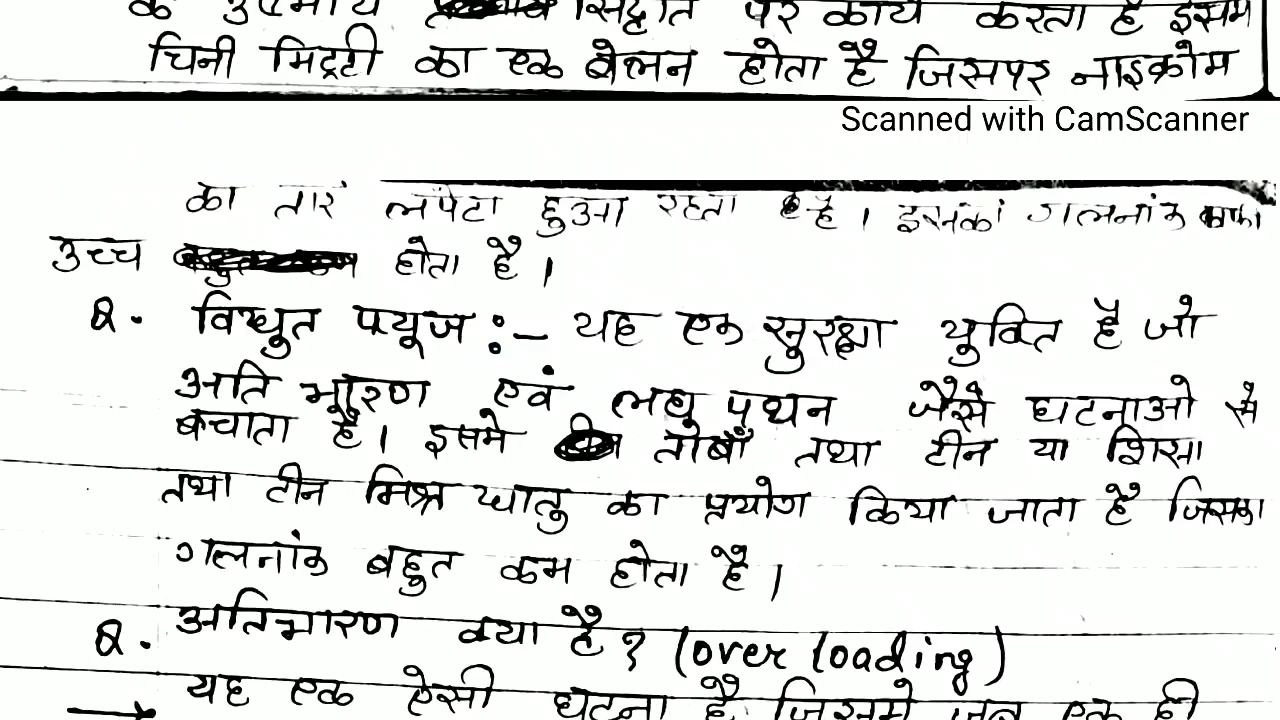 के उष्मीय सिद्वांत पर कार्य करता है इसमे
चिनी मिट्रटी का एक बेलन होता है जिसपर नाइक्रोम
Scanned with CamScanner
का तार लपेटा हुआ रहता है। इसका गलनांक काफी
उच्च होता है।
Q. विधुत फ्यूज :- यह एक सुरक्षा युक्ति है जो
अति भारण एवं लघु पथन जैसे घटनाओ से
बचाता है। इसमे ताँबाँ तथा टीन या शिसा
तथा टीन मिश्र धातु का प्रयोग किया जाता है जिसका
गलनांक बहुत कम होता है।
Q. अतिभारण क्या है? (over loading)
→ यह एक ऐसी घटना है जिसमे जब एक ही